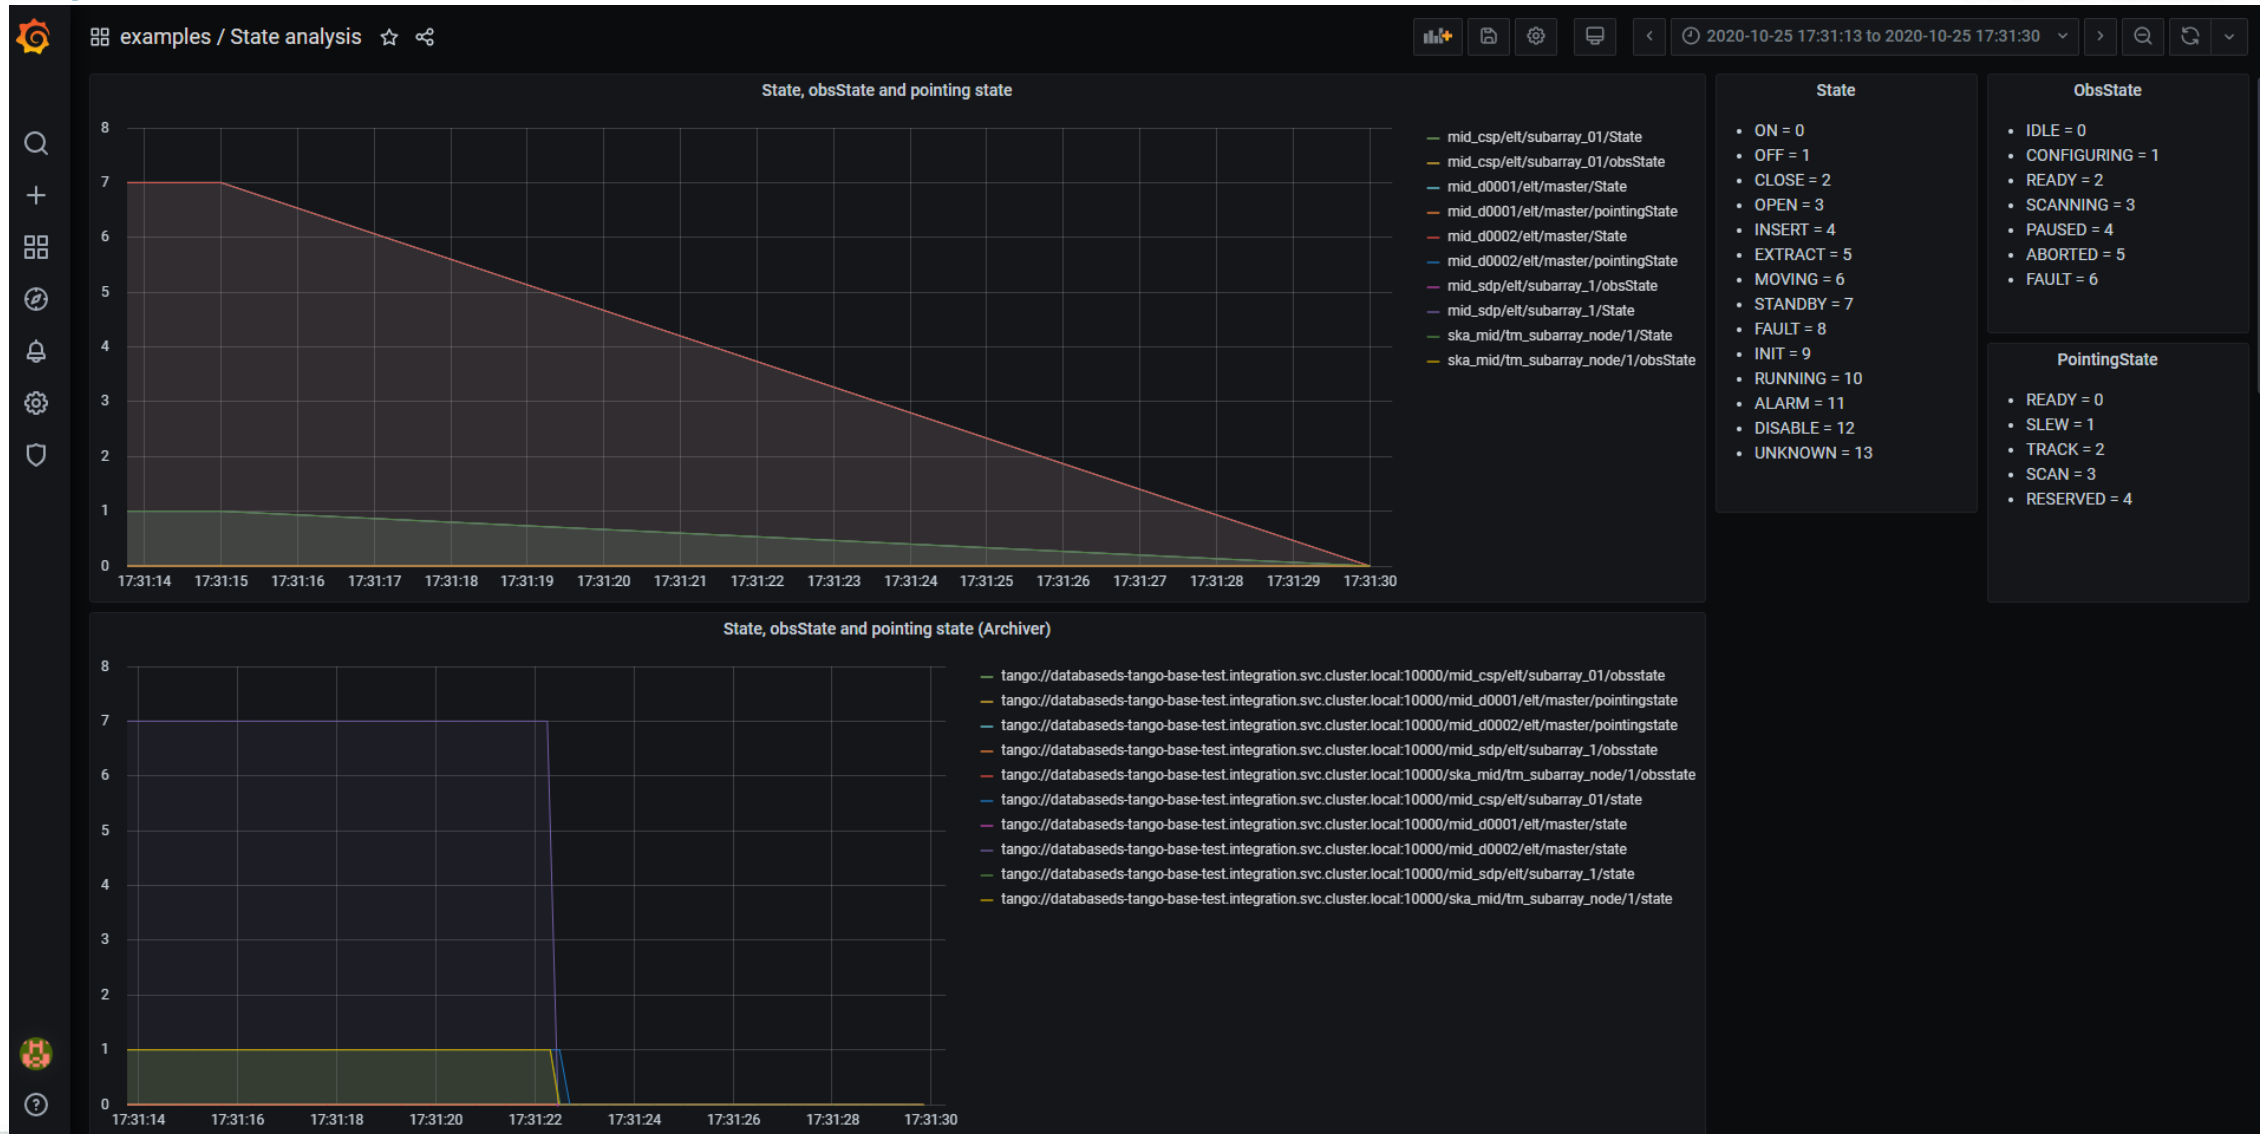 examples / State analysis
2020-10-25 17:31:13 to 2020-10-25 17:31:30
State, obsState and pointing state
8
7
6
5
4
3
2
1
0
17:31:14 17:31:15 17:31:16 17:31:17 17:31:18 17:31:19 17:31:20 17:31:21 17:31:22 17:31:23 17:31:24 17:31:25 17:31:26 17:31:27 17:31:28 17:31:29 17:31:30
mid_csp/elt/subarray_01/State
mid_csp/elt/subarray_01/obsState
mid_d0001/elt/master/State
mid_d0001/elt/master/pointingState
mid_d0002/elt/master/State
mid_d0002/elt/master/pointingState
mid_sdp/elt/subarray_1/obsState
mid_sdp/elt/subarray_1/State
ska_mid/tm_subarray_node/1/State
ska_mid/tm_subarray_node/1/obsState
State
• ON = 0
• OFF = 1
• CLOSE = 2
• OPEN = 3
• INSERT = 4
• EXTRACT = 5
• MOVING = 6
• STANDBY = 7
• FAULT = 8
• INIT = 9
• RUNNING = 10
• ALARM = 11
• DISABLE = 12
• UNKNOWN = 13
ObsState
• IDLE = 0
• CONFIGURING = 1
• READY = 2
• SCANNING = 3
• PAUSED = 4
• ABORTED = 5
• FAULT = 6
PointingState
• READY = 0
• SLEW = 1
• TRACK = 2
• SCAN = 3
• RESERVED = 4
State, obsState and pointing state (Archiver)
8
7
6
5
4
3
2
1
0
17:31:14 17:31:16 17:31:18 17:31:20 17:31:22 17:31:24 17:31:26 17:31:28 17:31:30
tango://databaseds-tango-base-test.integration.svc.cluster.local:10000/mid_csp/elt/subarray_01/obsstate
tango://databaseds-tango-base-test.integration.svc.cluster.local:10000/mid_d0001/elt/master/pointingstate
tango://databaseds-tango-base-test.integration.svc.cluster.local:10000/mid_d0002/elt/master/pointingstate
tango://databaseds-tango-base-test.integration.svc.cluster.local:10000/mid_sdp/elt/subarray_1/obsstate
tango://databaseds-tango-base-test.integration.svc.cluster.local:10000/ska_mid/tm_subarray_node/1/obsstate
tango://databaseds-tango-base-test.integration.svc.cluster.local:10000/mid_csp/elt/subarray_01/state
tango://databaseds-tango-base-test.integration.svc.cluster.local:10000/mid_d0001/elt/master/state
tango://databaseds-tango-base-test.integration.svc.cluster.local:10000/mid_d0002/elt/master/state
tango://databaseds-tango-base-test.integration.svc.cluster.local:10000/mid_sdp/elt/subarray_1/state
tango://databaseds-tango-base-test.integration.svc.cluster.local:10000/ska_mid/tm_subarray_node/1/state